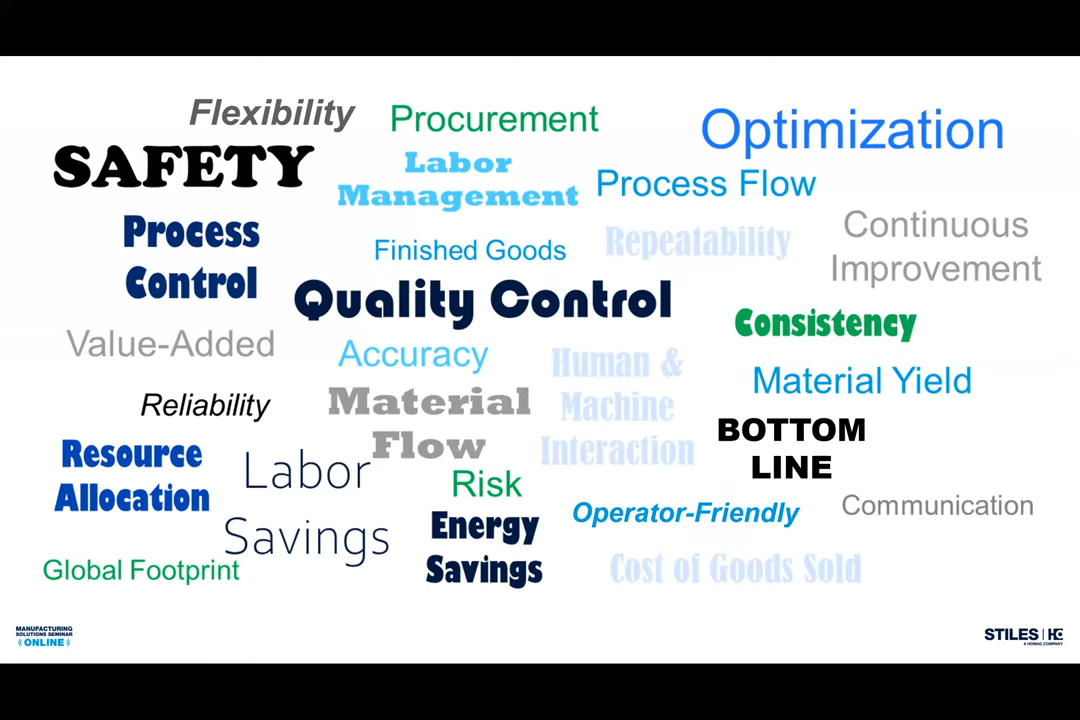 Flexibility
Procurement
Optimization
SAFETY
Labor
Management
Process Flow
Process
Control
Finished Goods
Repeatability
Continuous
Improvement
Quality Control
Consistency
Value-Added
Accuracy
Human &
Machine
Interaction
Material Yield
Reliability
Material
Flow
BOTTOM
LINE
Resource
Allocation
Labor
Savings
Risk
Energy
Savings
Operator-Friendly
Communication
Global Footprint
Cost of Goods Sold
MANUFACTURING
SOLUTIONS SEMINAR
ONLINE
STILES | HC
A HOMAG COMPANY